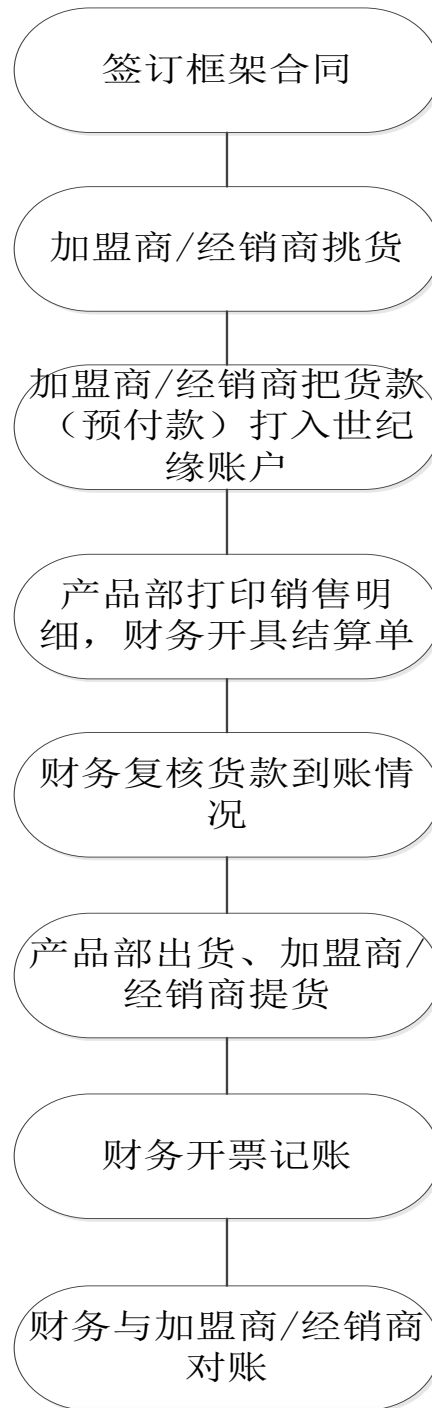 签订框架合同
加盟商/经销商挑货
加盟商/经销商把货款
（预付款）打入世纪
缘账户
产品部打印销售明
细，财务开具结算单
财务复核货款到账情
况
产品部出货、加盟商/
经销商提货
财务开票记账
财务与加盟商/经销商
对账